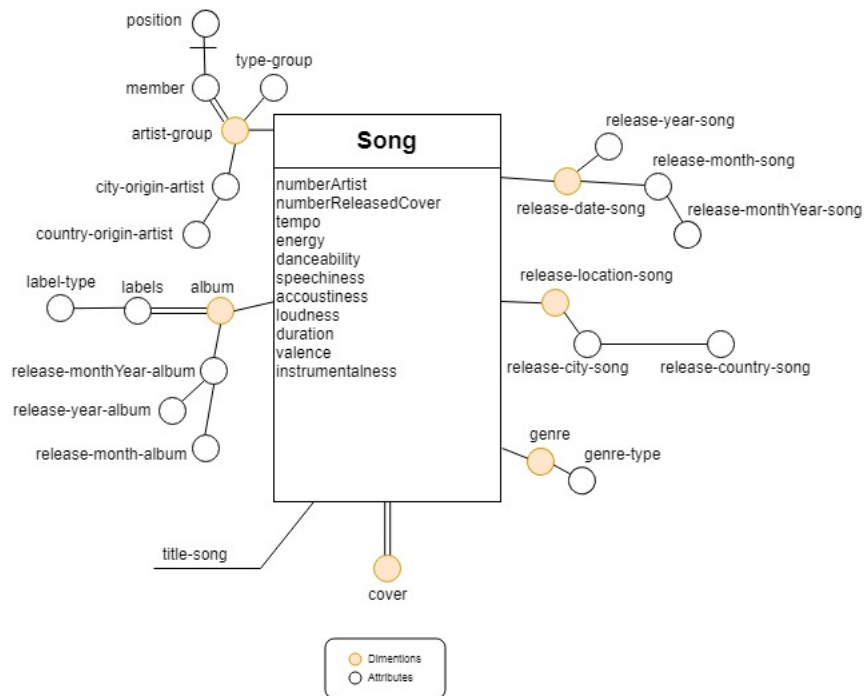 position
type-group
member
artist-group
city-origin-artist
country-origin-artist
Song
numberArtist
numberReleasedCover
tempo
energy
danceability
speechiness
accoustiness
loudness
duration
valence
instrumentalness
release-year-song
release-month-song
release-date-song
release-monthYear-song
label-type
labels
album
release-monthYear-album
release-year-album
release-month-album
release-location-song
release-city-song
release-country-song
genre
genre-type
title-song
cover
Dimentions
Attributes